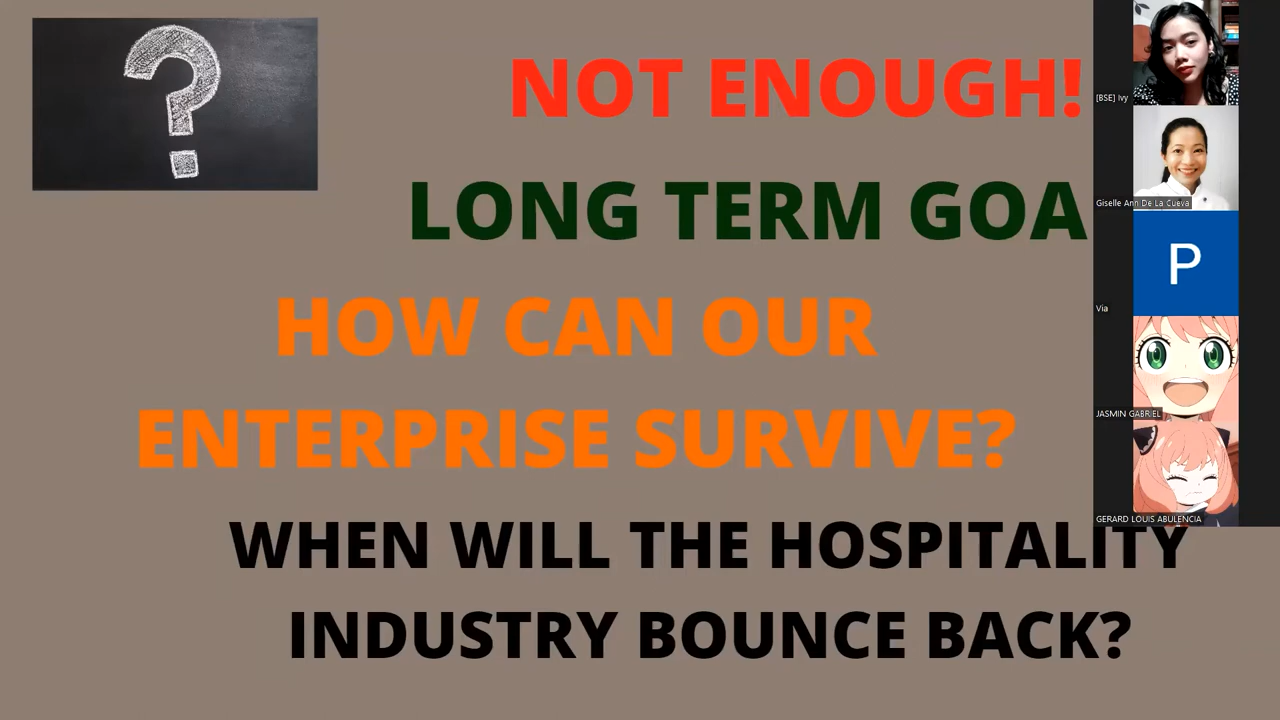 NOT ENOUGH!
LONG TERM GOA
HOW CAN OUR
ENTERPRISE SURVIVE?
WHEN WILL THE HOSPITALITY
INDUSTRY BOUNCE BACK?
?
[BSE] Ivy
Giselle Ann De La Cueva
P
Via
JASMIN GABRIEL
GERARD LOUIS ABULENCIA